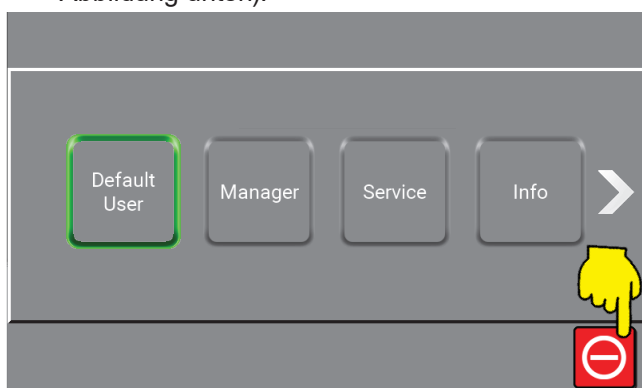 Abbildung unten).
Default
User
Manager
Service
Info